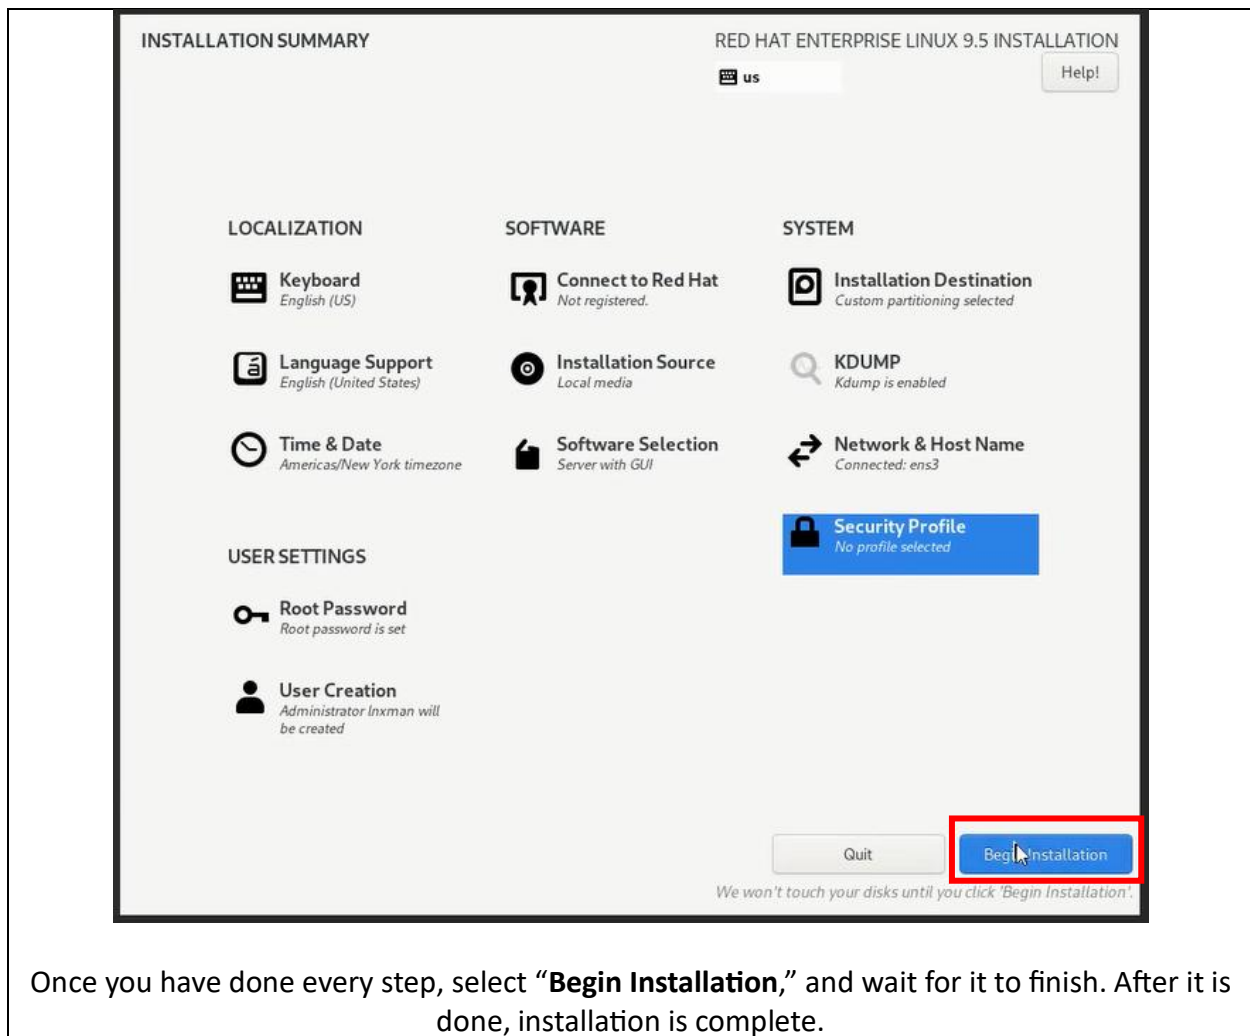 INSTALLATION SUMMARY
RED HAT ENTERPRISE LINUX 9.5 INSTALLATION
us
Help!
LOCALIZATION
Keyboard
English (US)
Language Support
English (United States)
Time & Date
Americas/New York timezone
SOFTWARE
Connect to Red Hat
Not registered.
Installation Source
Local media
Software Selection
Server with GUI
SYSTEM
Installation Destination
Custom partitioning selected
KDUMP
Kdump is enabled
Network & Host Name
Connected: ens3
Security Profile
No profile selected
USER SETTINGS
Root Password
Root password is set
User Creation
Administrator lnxman will
be created
Quit
Begin Installation
We won't touch your disks until you click 'Begin Installation'.
Once you have done every step, select “Begin Installation,” and wait for it to finish. After it is
done, installation is complete.